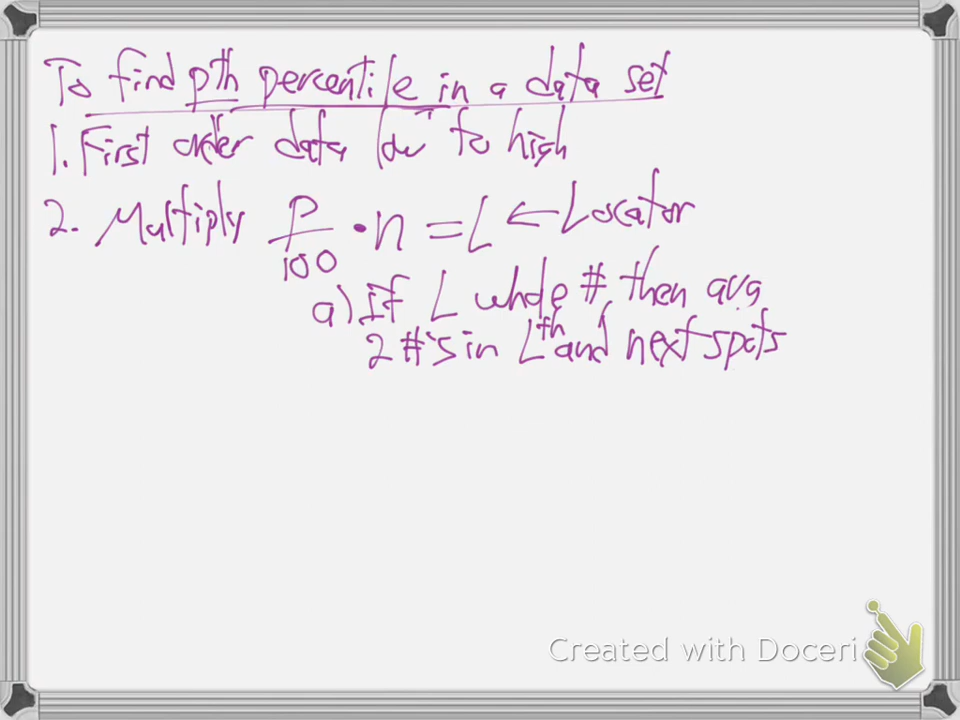 To find pth percentile in a data set
1. First order data low to high
2. Multiply P/100 • n = L ← Locator
a) If L whole #, then avg
2 #'s in Lth and next spots
Created with Doceri